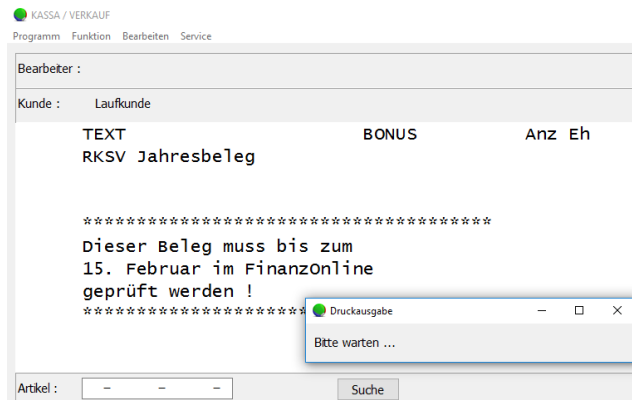 KASSA / VERKAUF
Programm Funktion Bearbeiten Service
Bearbeiter :
Kunde : Laufkunde
TEXT BONUS Anz Eh
RKSV Jahresbeleg
**************************************
Dieser Beleg muss bis zum
15. Februar im FinanzOnline
geprüft werden !
*********************
Druckausgabe
Bitte warten ...
Artikel : – – –
Suche